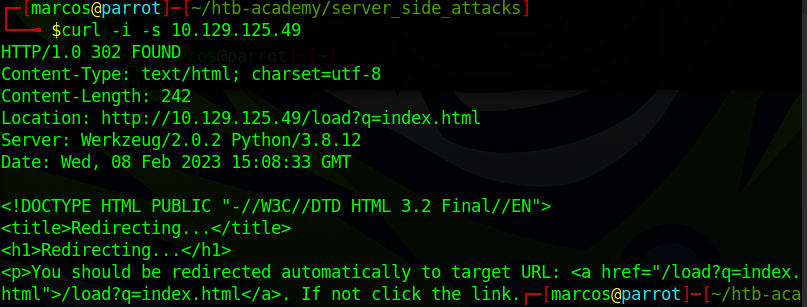 ┌─[marcos@parrot]─[~/htb-academy/server_side_attacks]
└──╼ $curl -i -s 10.129.125.49
HTTP/1.0 302 FOUND
Content-Type: text/html; charset=utf-8
Content-Length: 242
Location: http://10.129.125.49/load?q=index.html
Server: Werkzeug/2.0.2 Python/3.8.12
Date: Wed, 08 Feb 2023 15:08:33 GMT

<!DOCTYPE HTML PUBLIC "-//W3C//DTD HTML 3.2 Final//EN">
<title>Redirecting...</title>
<h1>Redirecting...</h1>
<p>You should be redirected automatically to target URL: <a href="/load?q=index.
html">/load?q=index.html</a>. If not click the link.┌─[marcos@parrot]─[~/htb-aca